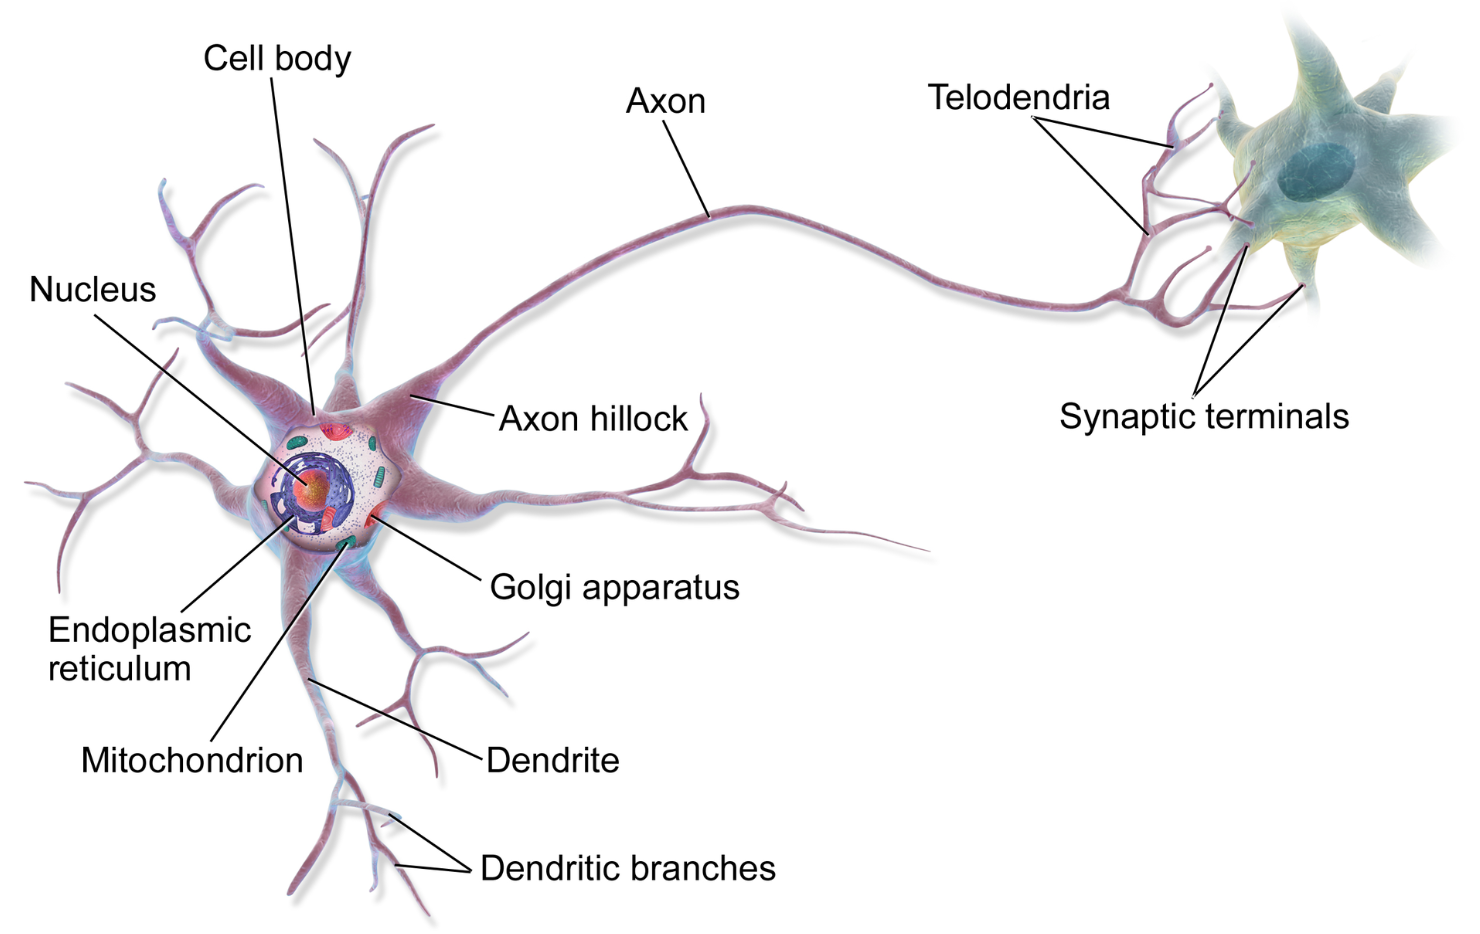 Cell body
Axon
Telodendria
Nucleus
Axon hillock
Synaptic terminals
Golgi apparatus
Endoplasmic
reticulum
Mitochondrion
Dendrite
Dendritic branches